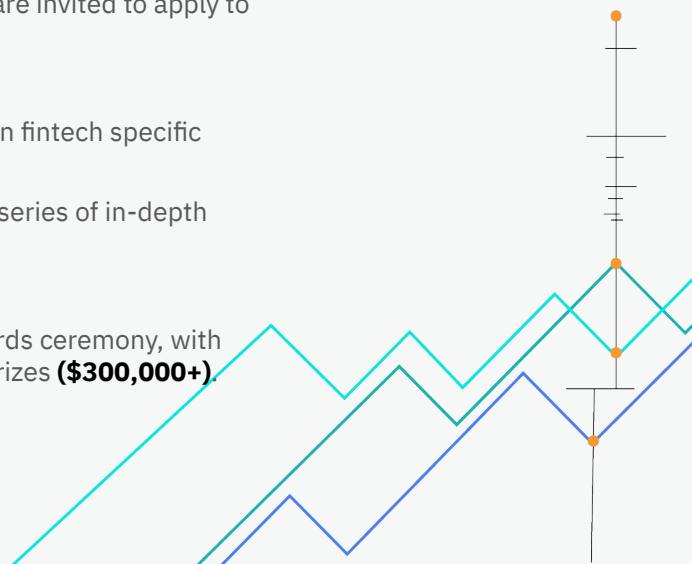 are invited to apply to
n fintech specific
series of in-depth
rds ceremony, with
rizes ($300,000+).